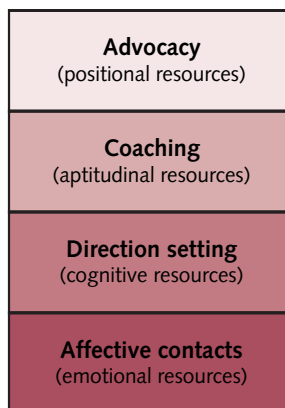 Advocacy
(positional resources)
Coaching
(aptitudinal resources)
Direction setting
(cognitive resources)
Affective contacts
(emotional resources)